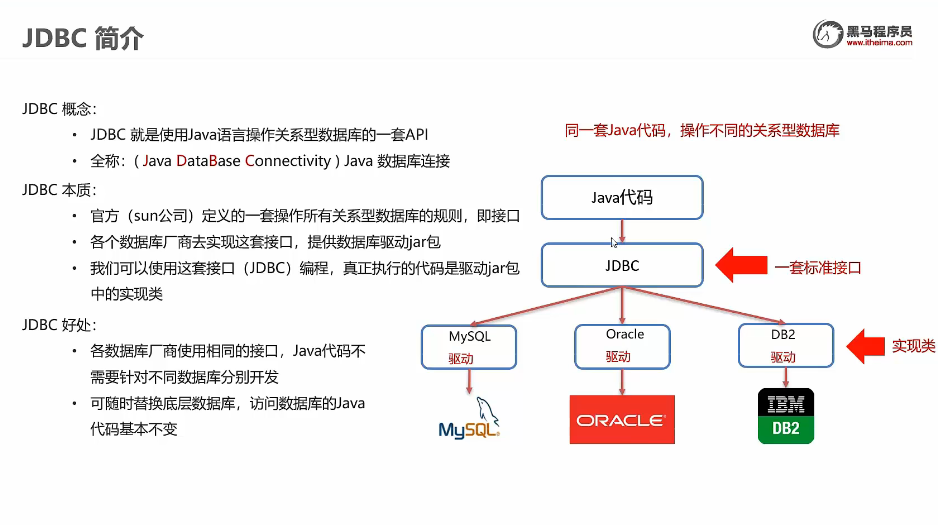 JDBC 简介
黑马程序员
www.itheima.com
JDBC 概念：
• JDBC 就是使用Java语言操作关系型数据库的一套API
• 全称：( Java DataBase Connectivity ) Java 数据库连接
JDBC 本质：
• 官方（sun公司）定义的一套操作所有关系型数据库的规则，即接口
• 各个数据库厂商去实现这套接口，提供数据库驱动jar包
• 我们可以使用这套接口（JDBC）编程，真正执行的代码是驱动jar包
中的实现类
JDBC 好处：
• 各数据库厂商使用相同的接口，Java代码不
需要针对不同数据库分别开发
• 可随时替换底层数据库，访问数据库的Java
代码基本不变
同一套Java代码，操作不同的关系型数据库
Java代码
JDBC
一套标准接口
MySQL
驱动
Oracle
驱动
DB2
驱动
实现类
MySQL
ORACLE
IBM
DB2